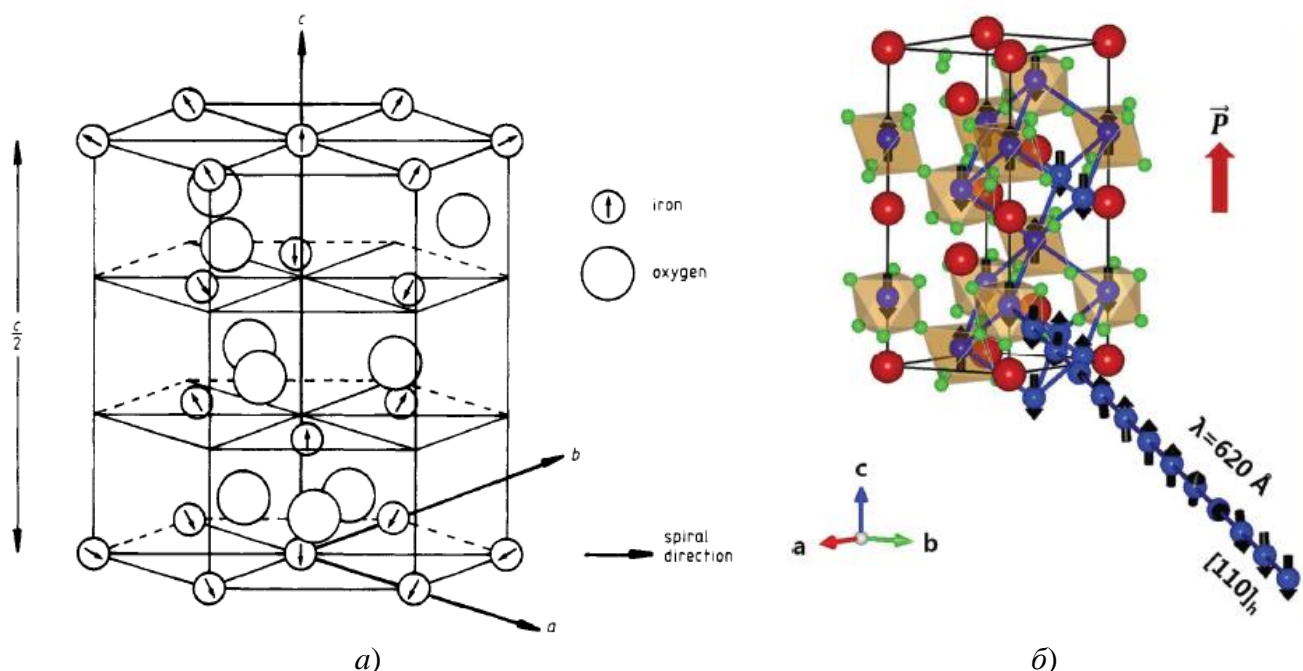 c
c/2
iron
oxygen
b
spiral
direction
a
а)
P⃗
c
a
b
λ=620 Å
[110]h
б)